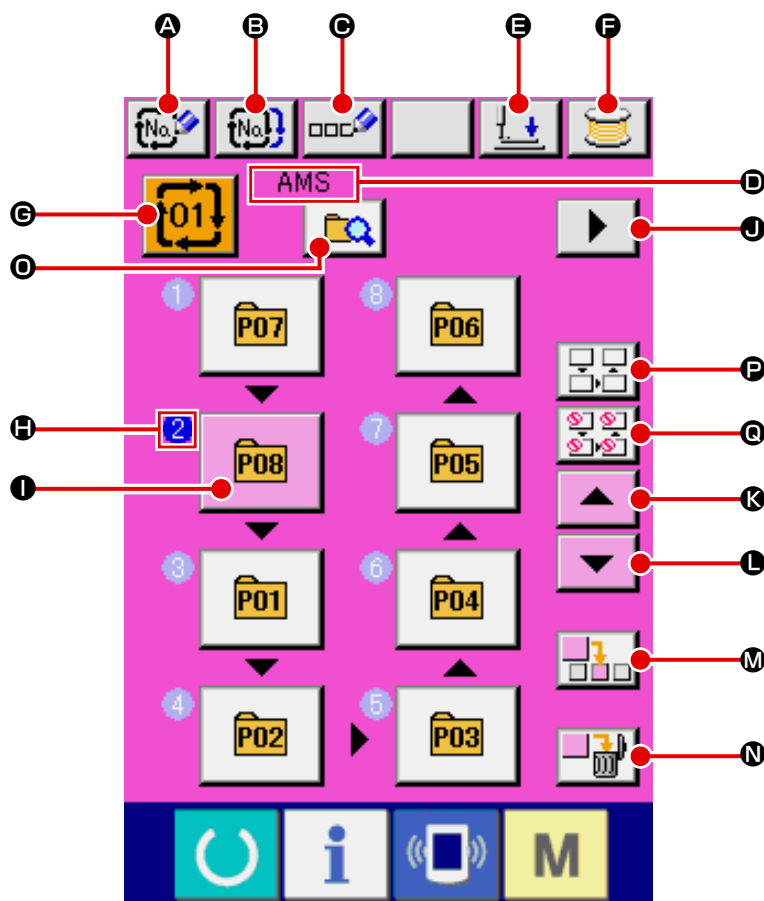 A B C E F
No. No.
AMS D
G 01 J
O
1 P07 8 P06
P
H 2 P08 7 P05 Q
I K
3 P01 6 P04 L
M
4 P02 5 P03 N
i M